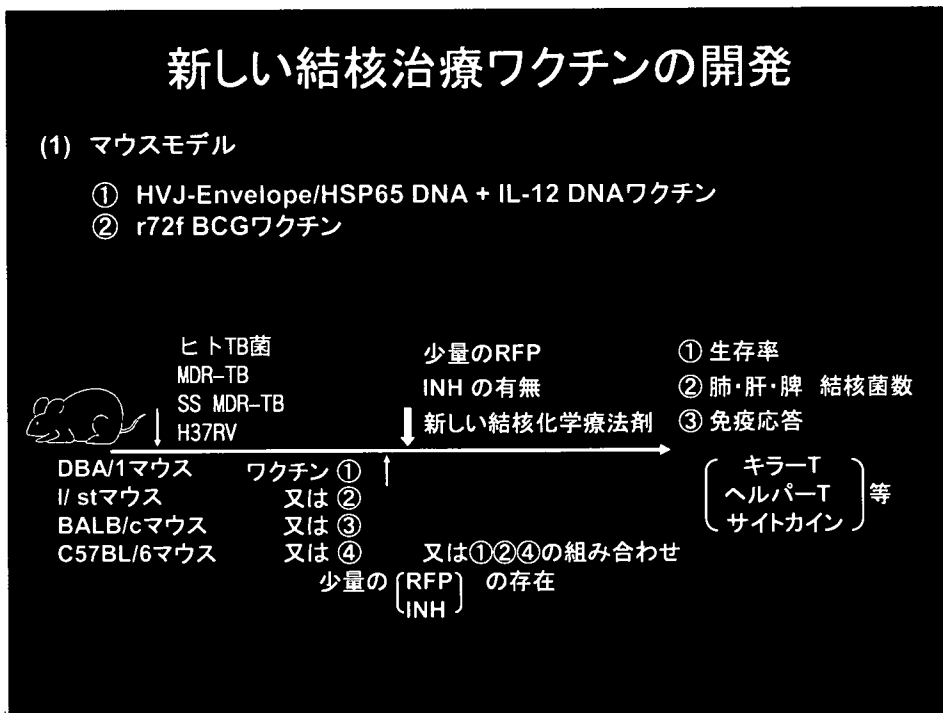 新しい結核治療ワクチンの開発
(1) マウスモデル
① HVJ-Envelope/HSP65 DNA + IL-12 DNAワクチン
② r72f BCGワクチン
ヒトTB菌
MDR-TB
SS MDR-TB
H37RV
少量のRFP
INH の有無
新しい結核化学療法剤
① 生存率
② 肺・肝・脾 結核菌数
③ 免疫応答
キラーT
ヘルパーT 等
サイトカイン
DBA/1マウス ワクチン ①
I/ stマウス 又は ②
BALB/cマウス 又は ③
C57BL/6マウス 又は ④ 又は①②④の組み合わせ
少量の (RFP) の存在
INH